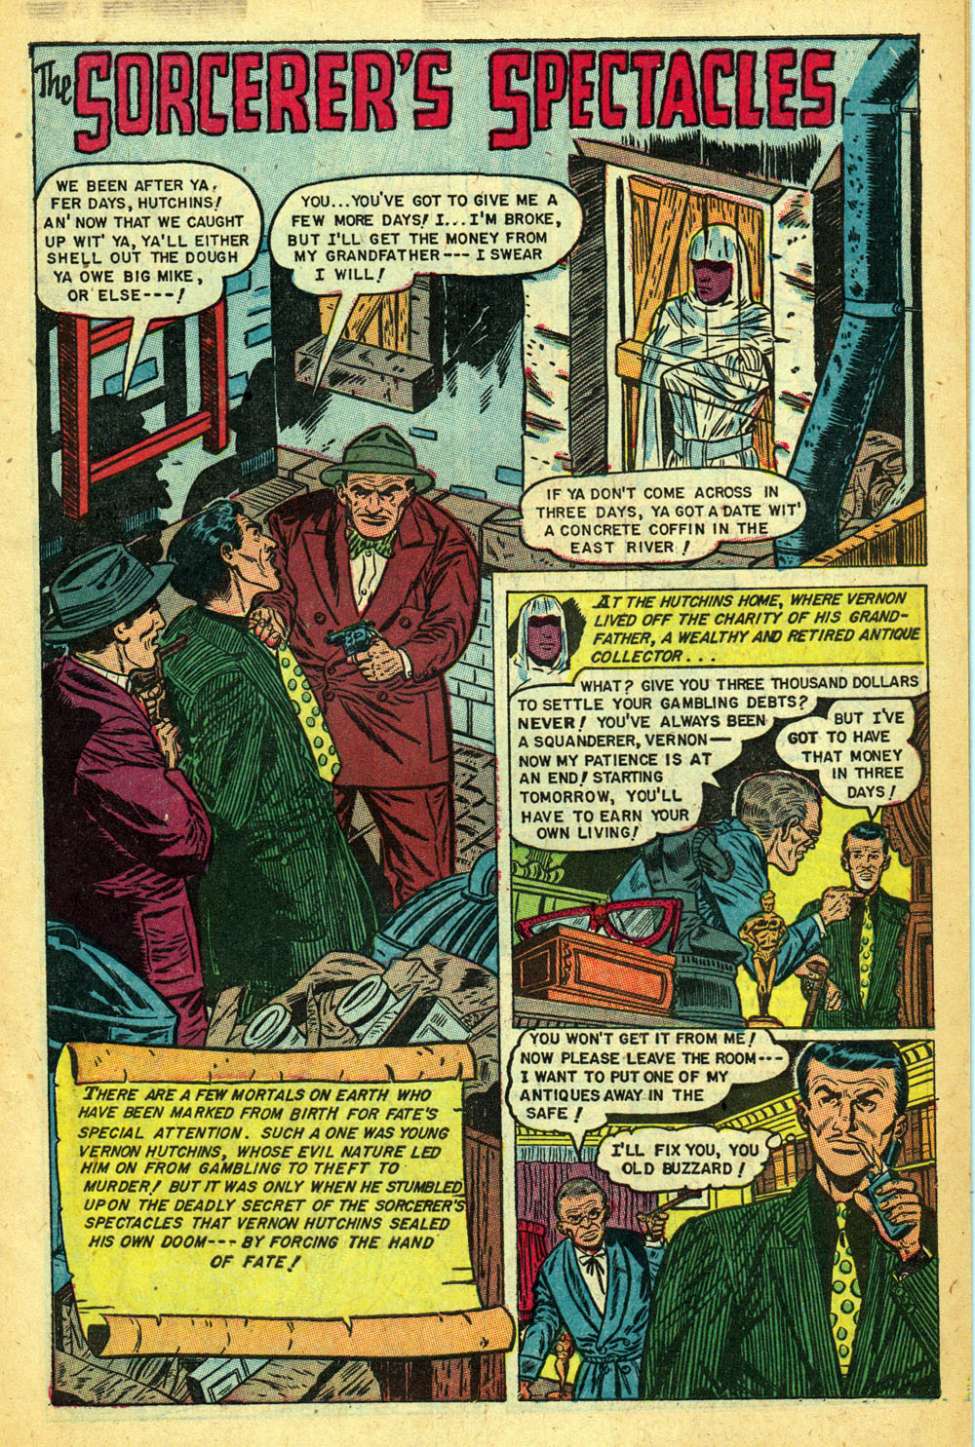 The SORCERER'S SPECTACLES
WE BEEN AFTER YA
FER DAYS, HUTCHINS!
AN' NOW THAT WE CAUGHT
UP WIT' YA, YA'LL EITHER
SHELL OUT THE DOUGH
YA OWE BIG MIKE,
OR ELSE----!
YOU...YOU'VE GOT TO GIVE ME A
FEW MORE DAYS! I...I'M BROKE,
BUT I'LL GET THE MONEY FROM
MY GRANDFATHER--- I SWEAR
I WILL!
IF YA DON'T COME ACROSS IN
THREE DAYS, YA GOT A DATE WIT'
A CONCRETE COFFIN IN THE
EAST RIVER!
THERE ARE A FEW MORTALS ON EARTH WHO
HAVE BEEN MARKED FROM BIRTH FOR FATE'S
SPECIAL ATTENTION. SUCH A ONE WAS YOUNG
VERNON HUTCHINS, WHOSE EVIL NATURE LED
HIM ON FROM GAMBLING TO THEFT TO
MURDER! BUT IT WAS ONLY WHEN HE STUMBLED
UPON THE DEADLY SECRET OF THE SORCERER'S
SPECTACLES THAT VERNON HUTCHINS SEALED
HIS OWN DOOM--- BY FORCING THE HAND
OF FATE!
AT THE HUTCHINS HOME, WHERE VERNON
LIVED OFF THE CHARITY OF HIS GRAND-
FATHER, A WEALTHY AND RETIRED ANTIQUE
COLLECTOR...
WHAT? GIVE YOU THREE THOUSAND DOLLARS
TO SETTLE YOUR GAMBLING DEBTS?
NEVER! YOU'VE ALWAYS BEEN
A SQUANDERER, VERNON—
NOW MY PATIENCE IS AT
AN END! STARTING
TOMORROW, YOU'LL
HAVE TO EARN YOUR
OWN LIVING!
BUT I'VE
GOT TO HAVE
THAT MONEY
IN THREE
DAYS!
YOU WON'T GET IT FROM ME!
NOW PLEASE LEAVE THE ROOM---
I WANT TO PUT ONE OF MY
ANTIQUES AWAY IN THE
SAFE!
I'LL FIX YOU, YOU
OLD BUZZARD!